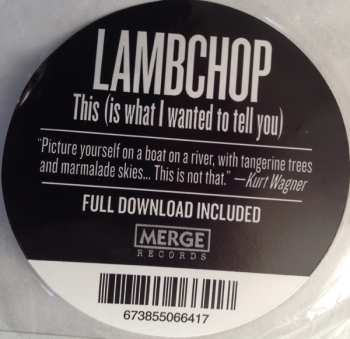 LAMBCHOP
This (is what I wanted to tell you)
"Picture yourself on a boat on a river, with tangerine trees
and marmalade skies... This is not that." —Kurt Wagner
FULL DOWNLOAD INCLUDED
MERGE
RECORDS
673855066417